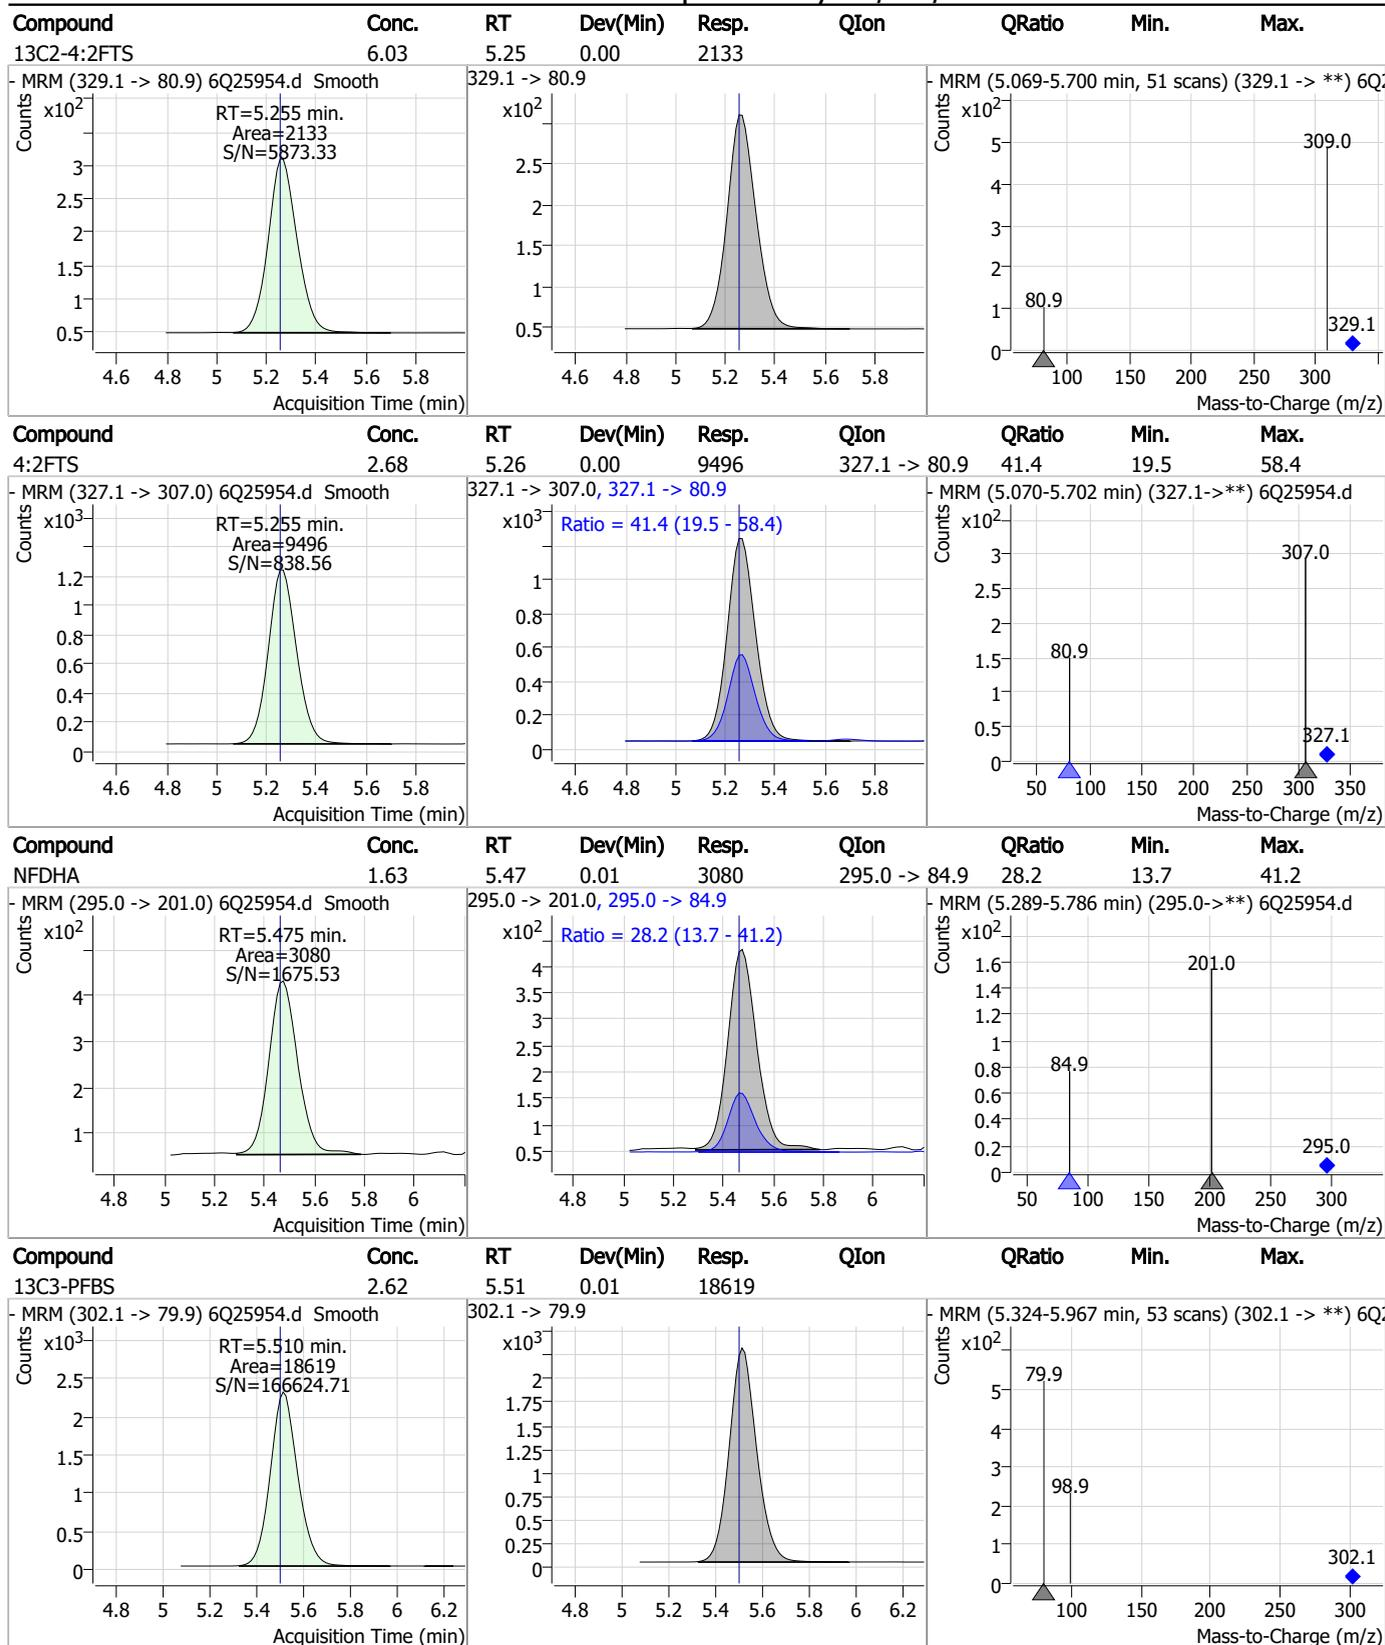 Compound Conc. RT Dev(Min) Resp. QIon QRatio Min. Max.
13C2-4:2FTS 6.03 5.25 0.00 2133
- MRM (329.1 -> 80.9) 6Q25954.d Smooth
Counts
x10²
RT=5.255 min.
Area=2133
S/N=5873.33
3
2.5
2
1.5
1
0.5
4.6 4.8 5 5.2 5.4 5.6 5.8
Acquisition Time (min)
329.1 -> 80.9
x10²
2.5
2
1.5
1
0.5
4.6 4.8 5 5.2 5.4 5.6 5.8
- MRM (5.069-5.700 min, 51 scans) (329.1 -> **) 6Q2
Counts
x10²
5
4
3
2
1
0
309.0
80.9
329.1
100 150 200 250 300
Mass-to-Charge (m/z)
Compound Conc. RT Dev(Min) Resp. QIon QRatio Min. Max.
4:2FTS 2.68 5.26 0.00 9496 327.1 -> 80.9 41.4 19.5 58.4
- MRM (327.1 -> 307.0) 6Q25954.d Smooth
Counts
x10³
RT=5.255 min.
Area=9496
S/N=838.56
1.2
1
0.8
0.6
0.4
0.2
0
4.6 4.8 5 5.2 5.4 5.6 5.8
Acquisition Time (min)
327.1 -> 307.0, 327.1 -> 80.9
x10³
Ratio = 41.4 (19.5 - 58.4)
1
0.8
0.6
0.4
0.2
0
4.6 4.8 5 5.2 5.4 5.6 5.8
- MRM (5.070-5.702 min) (327.1->**) 6Q25954.d
Counts
x10²
3
2.5
2
1.5
1
0.5
0
307.0
80.9
327.1
50 100 150 200 250 300 350
Mass-to-Charge (m/z)
Compound Conc. RT Dev(Min) Resp. QIon QRatio Min. Max.
NFDHA 1.63 5.47 0.01 3080 295.0 -> 84.9 28.2 13.7 41.2
- MRM (295.0 -> 201.0) 6Q25954.d Smooth
Counts
x10²
RT=5.475 min.
Area=3080
S/N=1675.53
4
3
2
1
4.8 5 5.2 5.4 5.6 5.8 6
Acquisition Time (min)
295.0 -> 201.0, 295.0 -> 84.9
x10²
Ratio = 28.2 (13.7 - 41.2)
4
3.5
3
2.5
2
1.5
1
0.5
4.8 5 5.2 5.4 5.6 5.8 6
- MRM (5.289-5.786 min) (295.0->**) 6Q25954.d
Counts
x10²
1.6
1.4
1.2
1
0.8
0.6
0.4
0.2
0
201.0
84.9
295.0
50 100 150 200 250 300
Mass-to-Charge (m/z)
Compound Conc. RT Dev(Min) Resp. QIon QRatio Min. Max.
13C3-PFBS 2.62 5.51 0.01 18619
- MRM (302.1 -> 79.9) 6Q25954.d Smooth
Counts
x10³
RT=5.510 min.
Area=18619
S/N=166624.71
2.5
2
1.5
1
0.5
0
4.8 5 5.2 5.4 5.6 5.8 6 6.2
Acquisition Time (min)
302.1 -> 79.9
x10³
2
1.75
1.5
1.25
1
0.75
0.5
0.25
0
4.8 5 5.2 5.4 5.6 5.8 6 6.2
- MRM (5.324-5.967 min, 53 scans) (302.1 -> **) 6Q2
Counts
x10²
5
4
3
2
1
0
79.9
98.9
302.1
100 150 200 250 300
Mass-to-Charge (m/z)